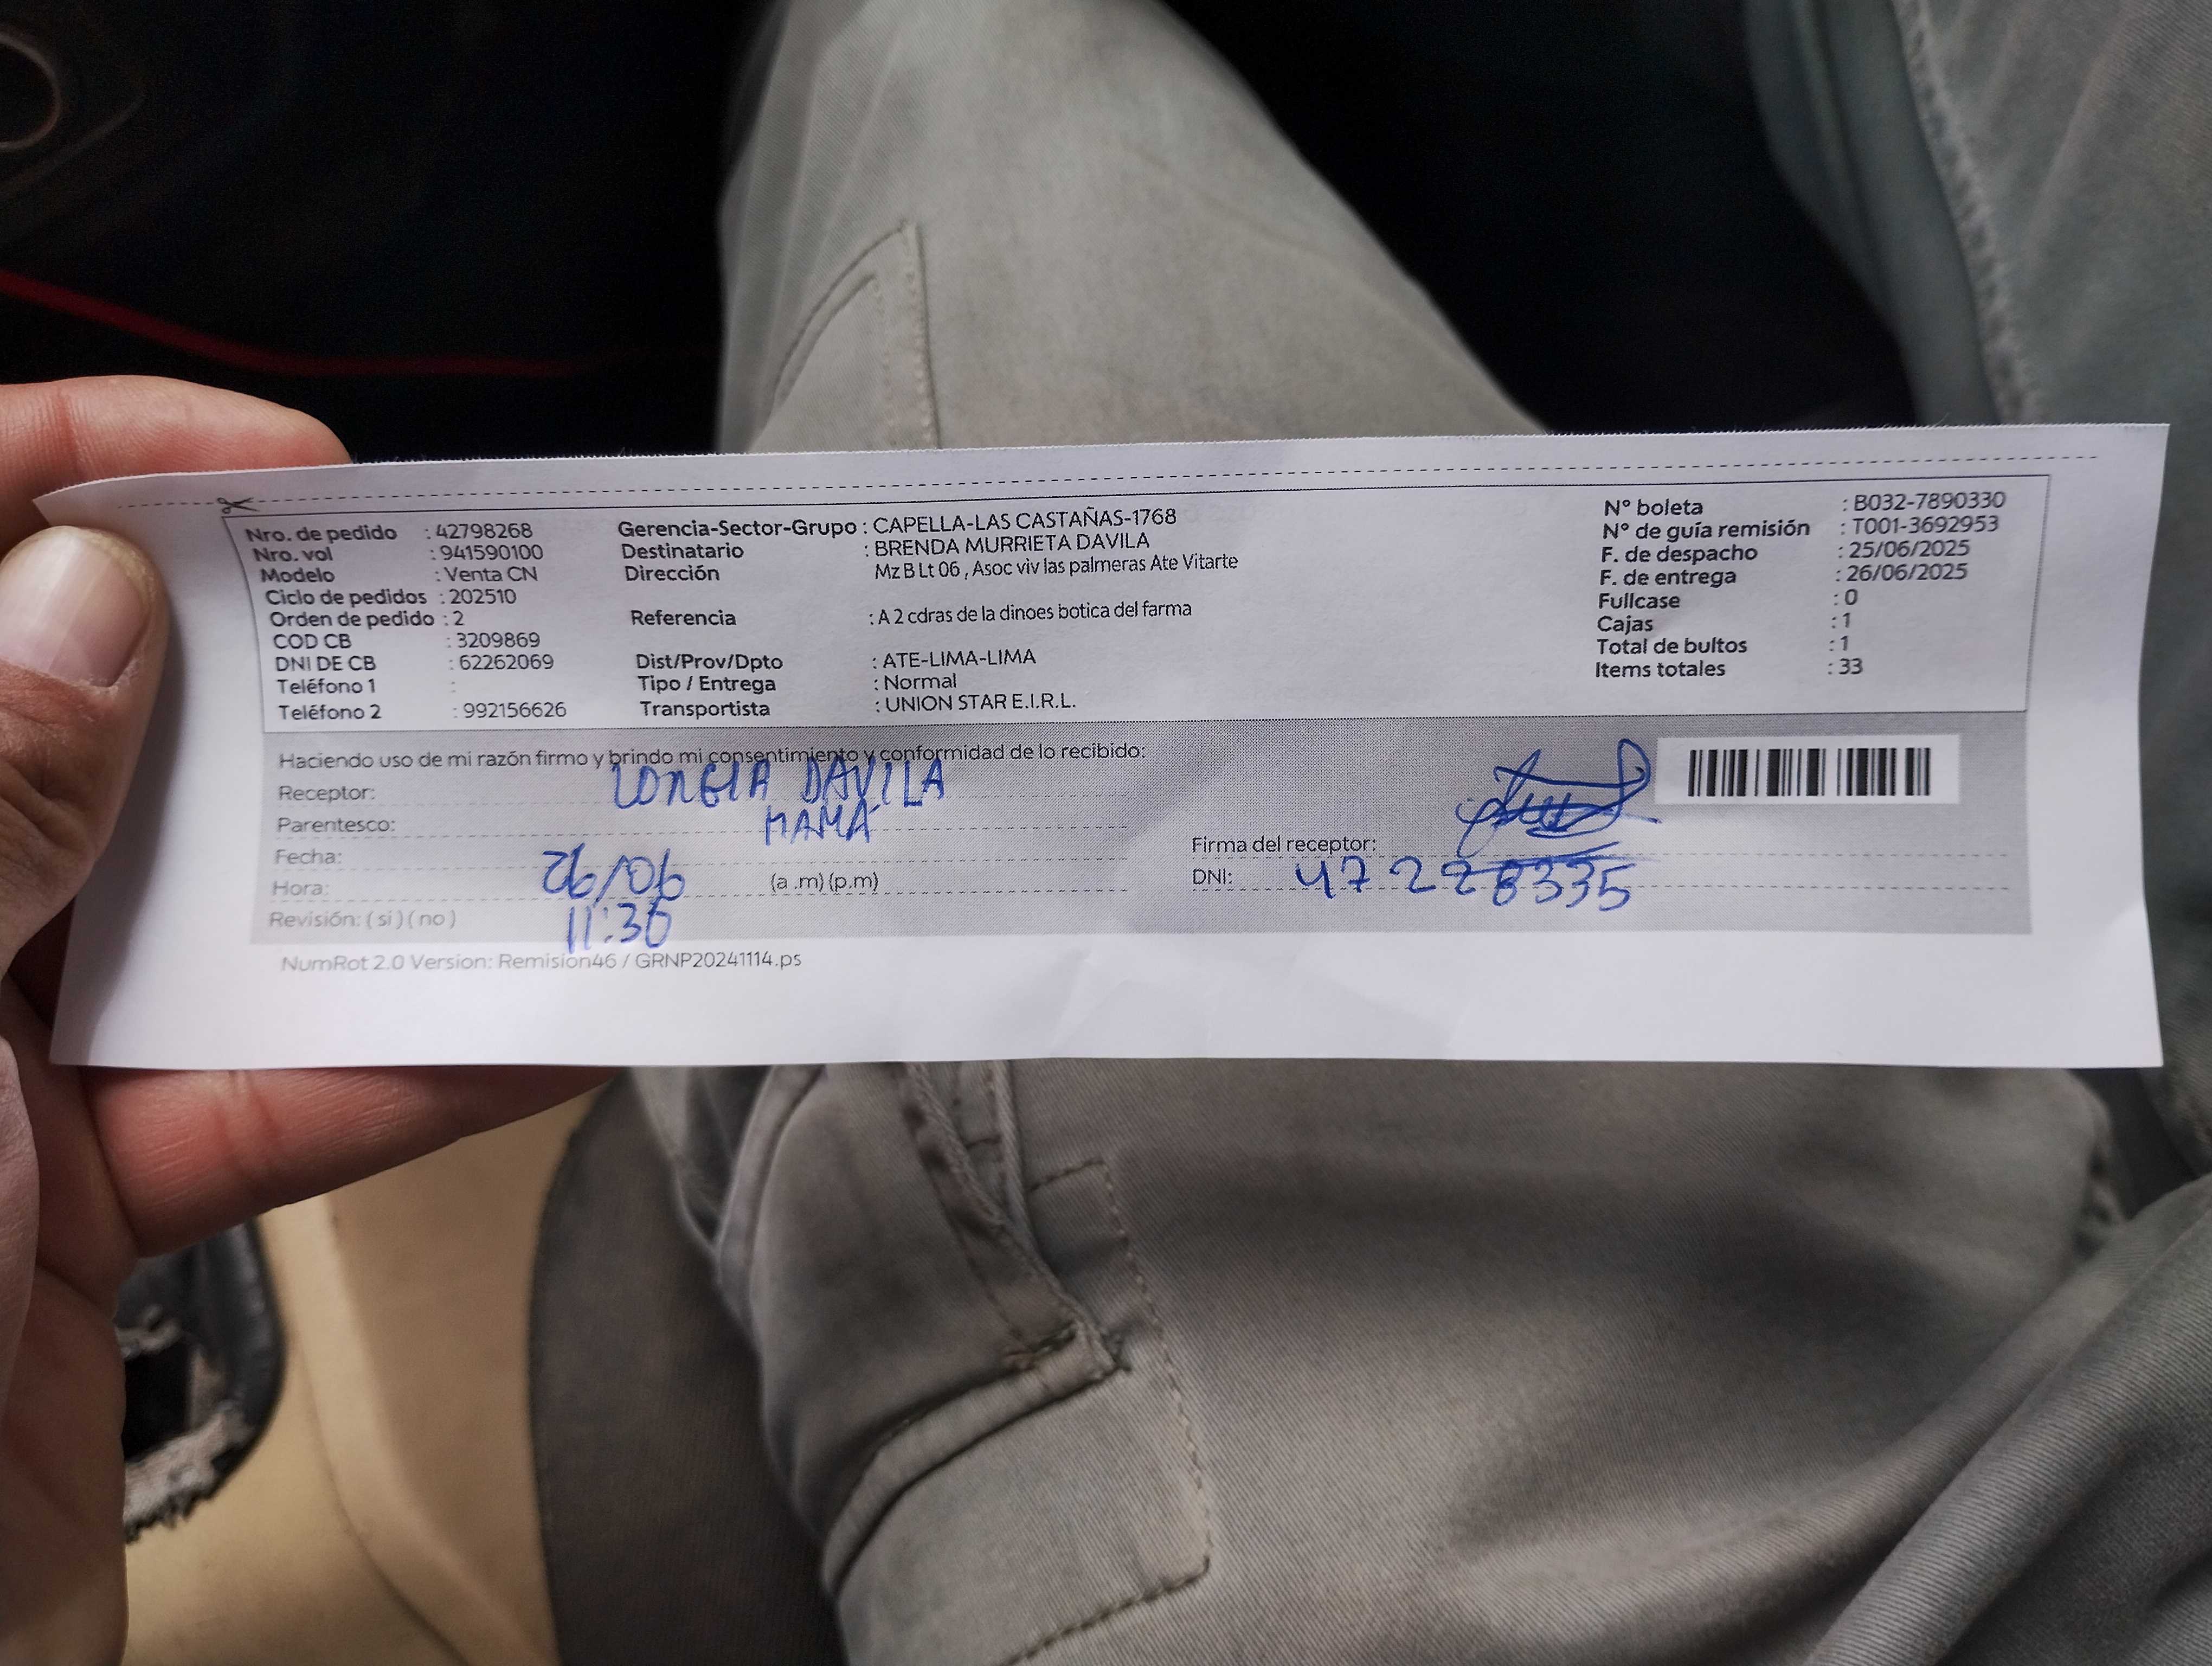 Nro. de pedido : 42798268
Nro. vol : 941590100
Modelo : Venta CN
Ciclo de pedidos : 202510
Orden de pedido : 2
COD CB : 3209869
DNI DE CB : 62262069
Teléfono 1 :
Teléfono 2 : 992156626
Gerencia-Sector-Grupo : CAPELLA-LAS CASTAÑAS-1768
Destinatario : BRENDA MURRIETA DAVILA
Dirección Mz B Lt 06 , Asoc viv las palmeras Ate Vitarte
Referencia : A 2 cdras de la dinoes botica del farma
Dist/Prov/Dpto : ATE-LIMA-LIMA
Tipo / Entrega : Normal
Transportista : UNION STAR E.I.R.L.
N° boleta : B032-7890330
N° de guía remisión : T001-3692953
F. de despacho : 25/06/2025
F. de entrega : 26/06/2025
Fullcase : 0
Cajas : 1
Total de bultos : 1
Items totales : 33
Haciendo uso de mi razón firmo y brindo mi consentimiento y conformidad de lo recibido:
Receptor: DAVILA
Parentesco: MAMÁ
Fecha: 26/06
Hora: (a .m) (p.m)
11:36
Revisión: ( si ) ( no )
Firma del receptor:
DNI: 47228335
NumRot 2.0 Version: Remision46 / GRNP20241114.ps